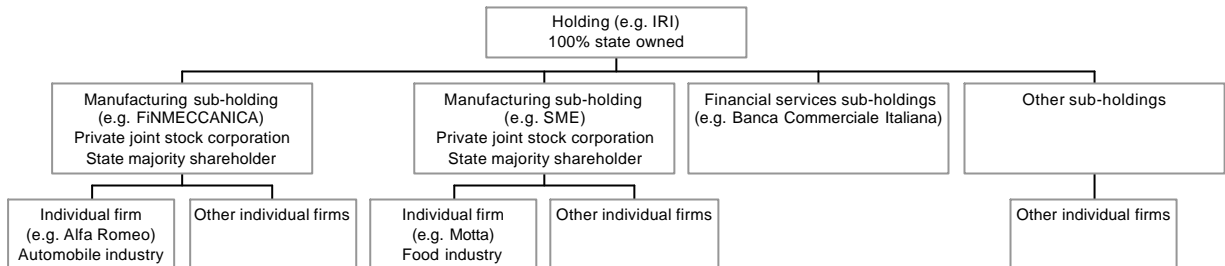 Holding (e.g. IRI)
100% state owned
Manufacturing sub-holding
(e.g. FiNMECCANICA)
Private joint stock corporation
State majority shareholder
Manufacturing sub-holding
(e.g. SME)
Private joint stock corporation
State majority shareholder
Financial services sub-holdings
(e.g. Banca Commerciale Italiana)
Other sub-holdings
Individual firm
(e.g. Alfa Romeo)
Automobile industry
Other individual firms
Individual firm
(e.g. Motta)
Food industry
Other individual firms
Other individual firms